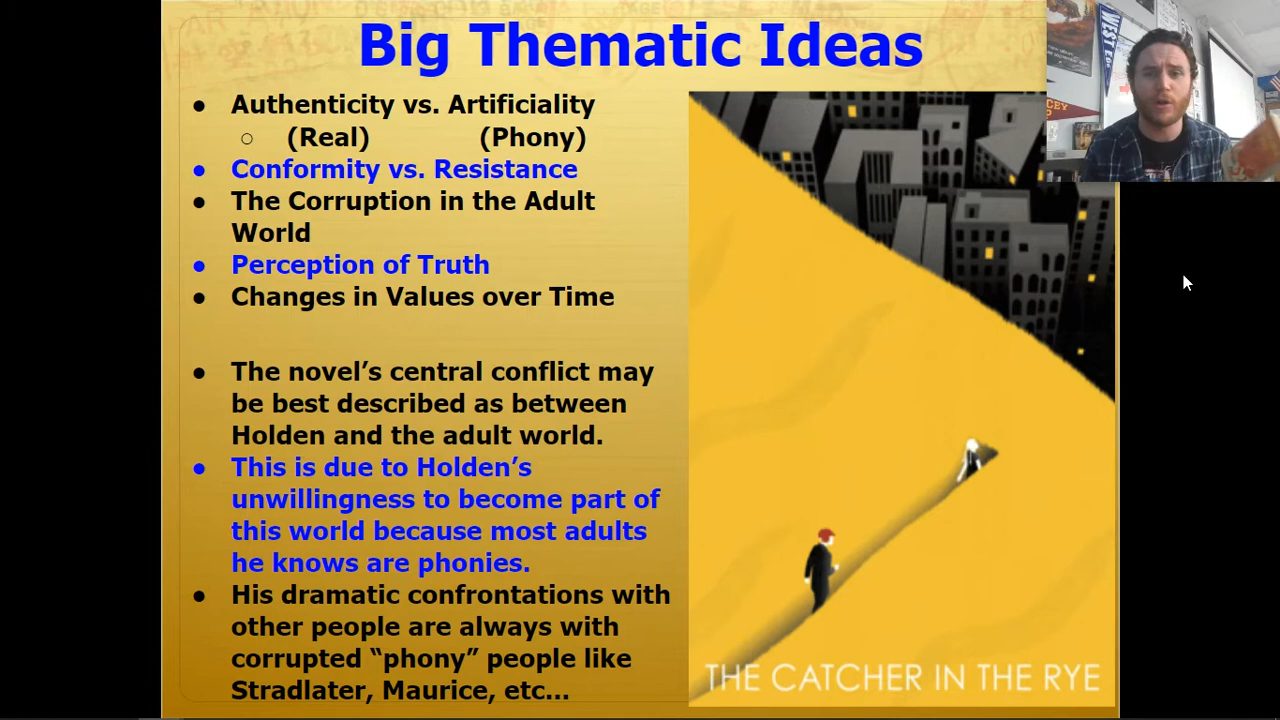 Big Thematic Ideas
● Authenticity vs. Artificiality
○ (Real) (Phony)
● Conformity vs. Resistance
● The Corruption in the Adult
World
● Perception of Truth
● Changes in Values over Time
● The novel's central conflict may
be best described as between
Holden and the adult world.
● This is due to Holden's
unwillingness to become part of
this world because most adults
he knows are phonies.
● His dramatic confrontations with
other people are always with
corrupted “phony” people like
Stradlater, Maurice, etc...
THE CATCHER IN THE RYE
WEST